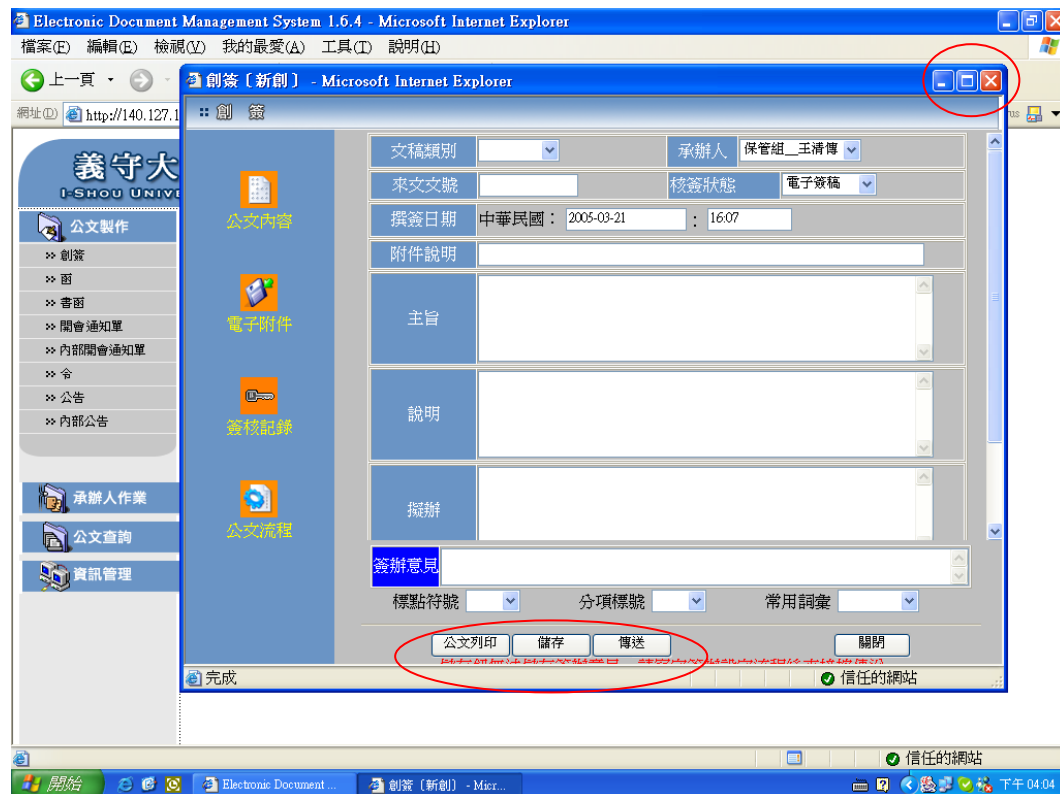 Electronic Document Management System 1.6.4 - Microsoft Internet Explorer
檔案(F) 編輯(E) 檢視(V) 我的最愛(A) 工具(T) 說明(H)
上一頁
創簽〔新創〕 - Microsoft Internet Explorer
網址(D) http://140.127.1
創 簽
義守大
I-SHOU UNIVE
公文製作
創簽
函
書函
開會通知單
內部開會通知單
令
公告
內部公告
承辦人作業
公文查詢
資訊管理
公文內容
電子附件
簽核記錄
公文流程
文稿類別 承辦人 保管組__王清傳
來文文號 核簽狀態 電子簽稿
撰簽日期 中華民國： 2005-03-21 : 16:07
附件說明
主旨
說明
擬辦
簽辦意見
標點符號 分項標號 常用詞彙
公文列印 儲存 傳送 關閉
完成 信任的網站
信任的網站
開始 Electronic Document ... 創簽〔新創〕 - Micr... 下午 04:04